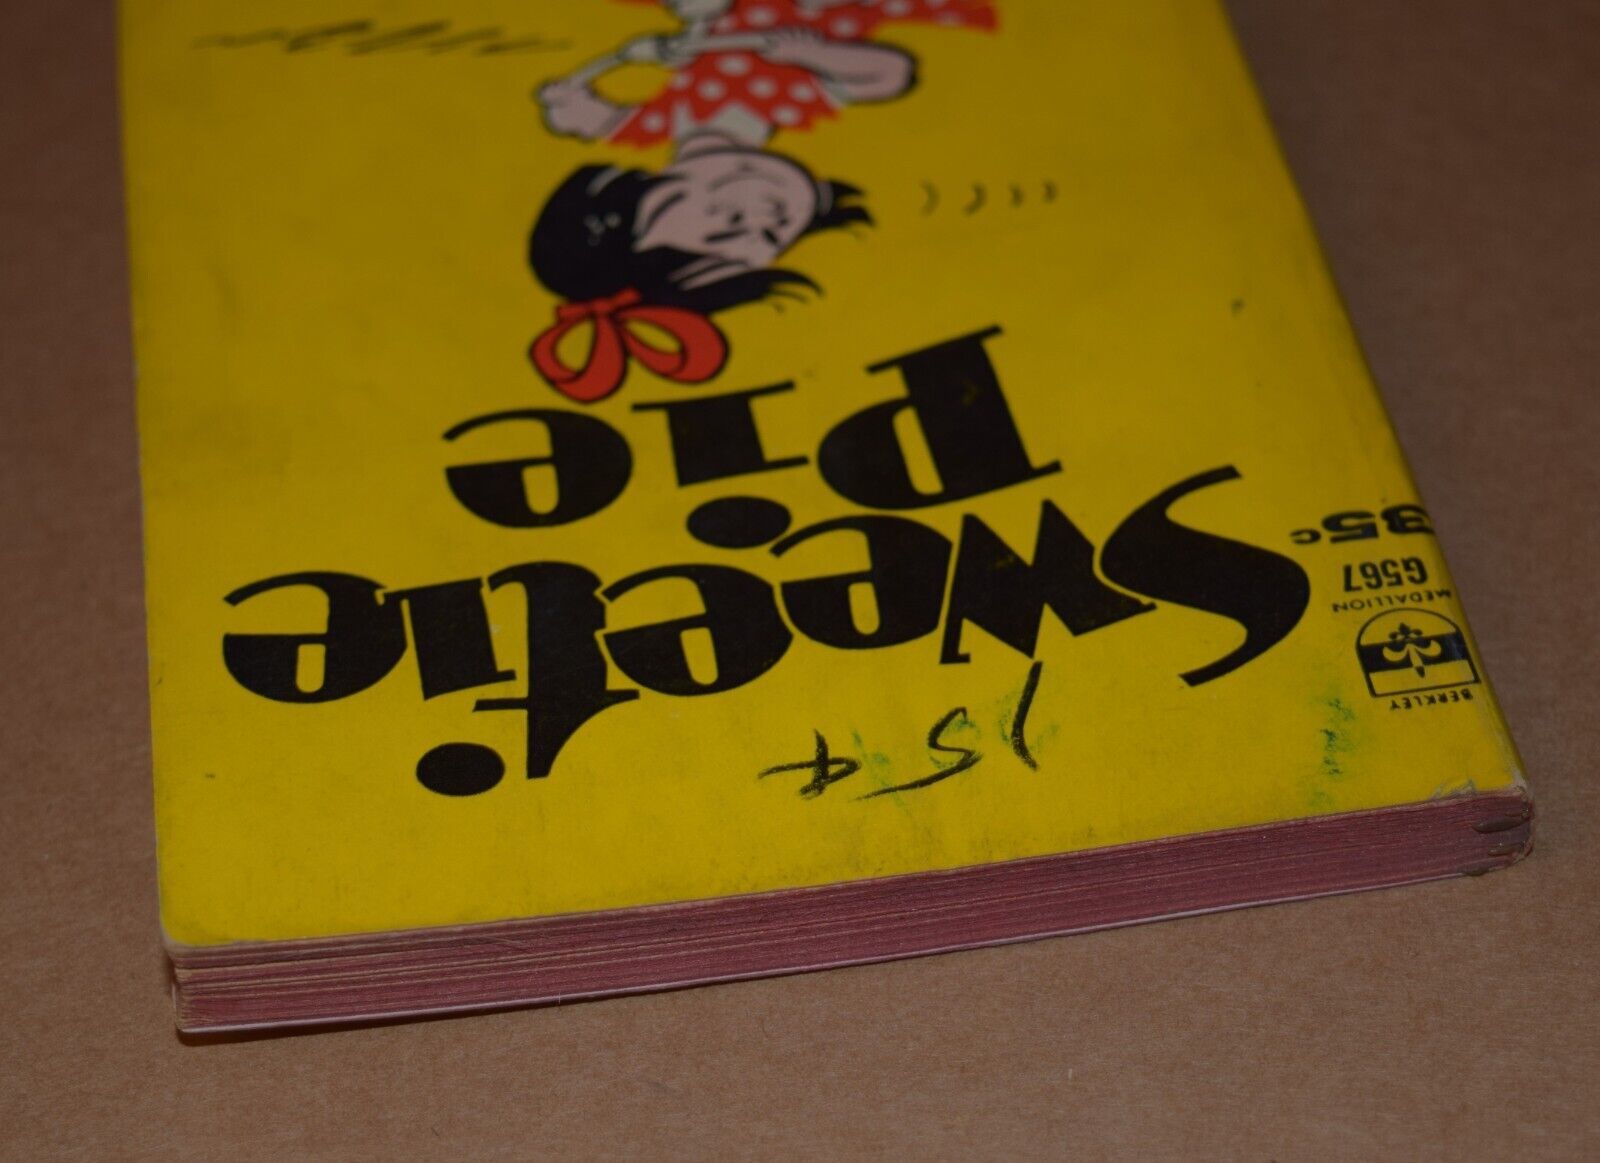 BERKLEY
MEDALLION
G567
35c
15¢
Sweetie
Pie